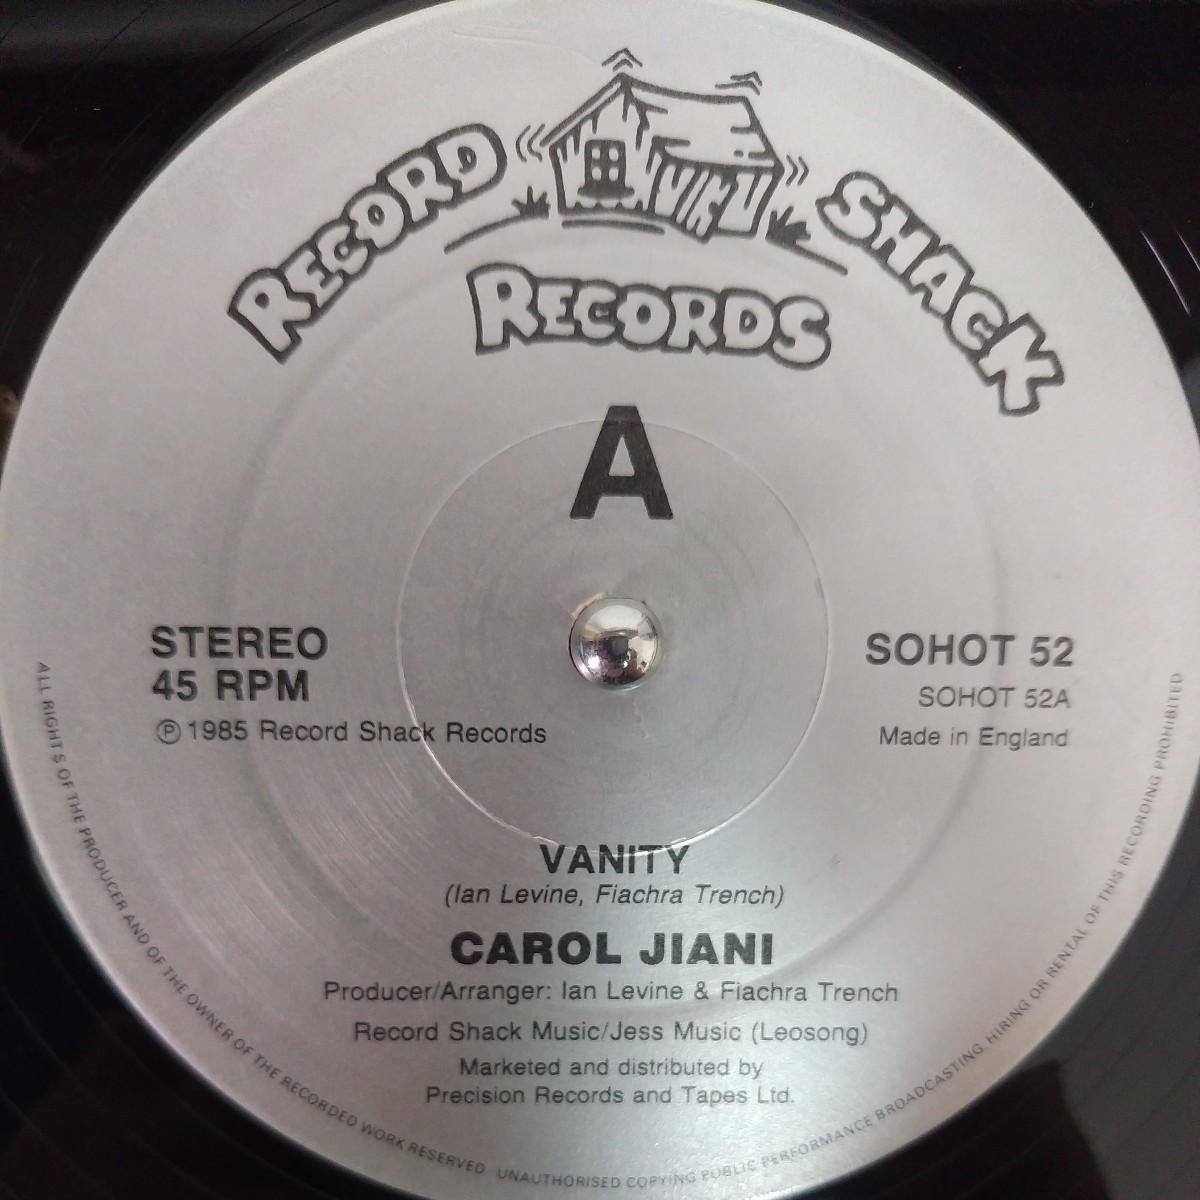 RECORD SHACK
RECORDS
A
STEREO
45 RPM
Ⓟ 1985 Record Shack Records
SOHOT 52
SOHOT 52A
Made in England
VANITY
(Ian Levine, Fiachra Trench)
CAROL JIANI
Producer/Arranger: Ian Levine & Fiachra Trench
Record Shack Music/Jess Music (Leosong)
Marketed and distributed by
Precision Records and Tapes Ltd.
ALL RIGHTS OF THE PRODUCER AND OF THE OWNER OF THE RECORDED WORK RESERVED UNAUTHORISED COPYING PUBLIC PERFORMANCE BROADCASTING HIRING OR RENTAL OF THIS RECORDING PROHIBITED